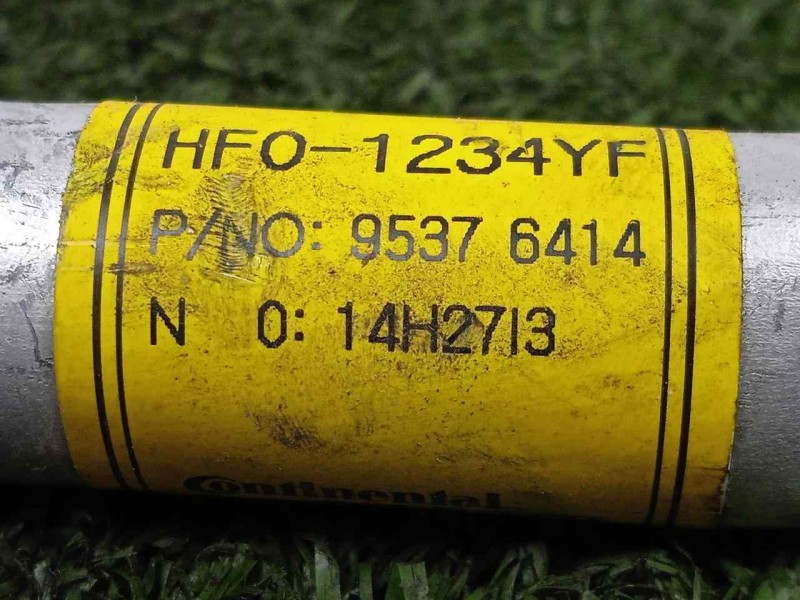 HFO-1234YF
P/NO: 9537 6414
N 0: 14H27I3
Continental